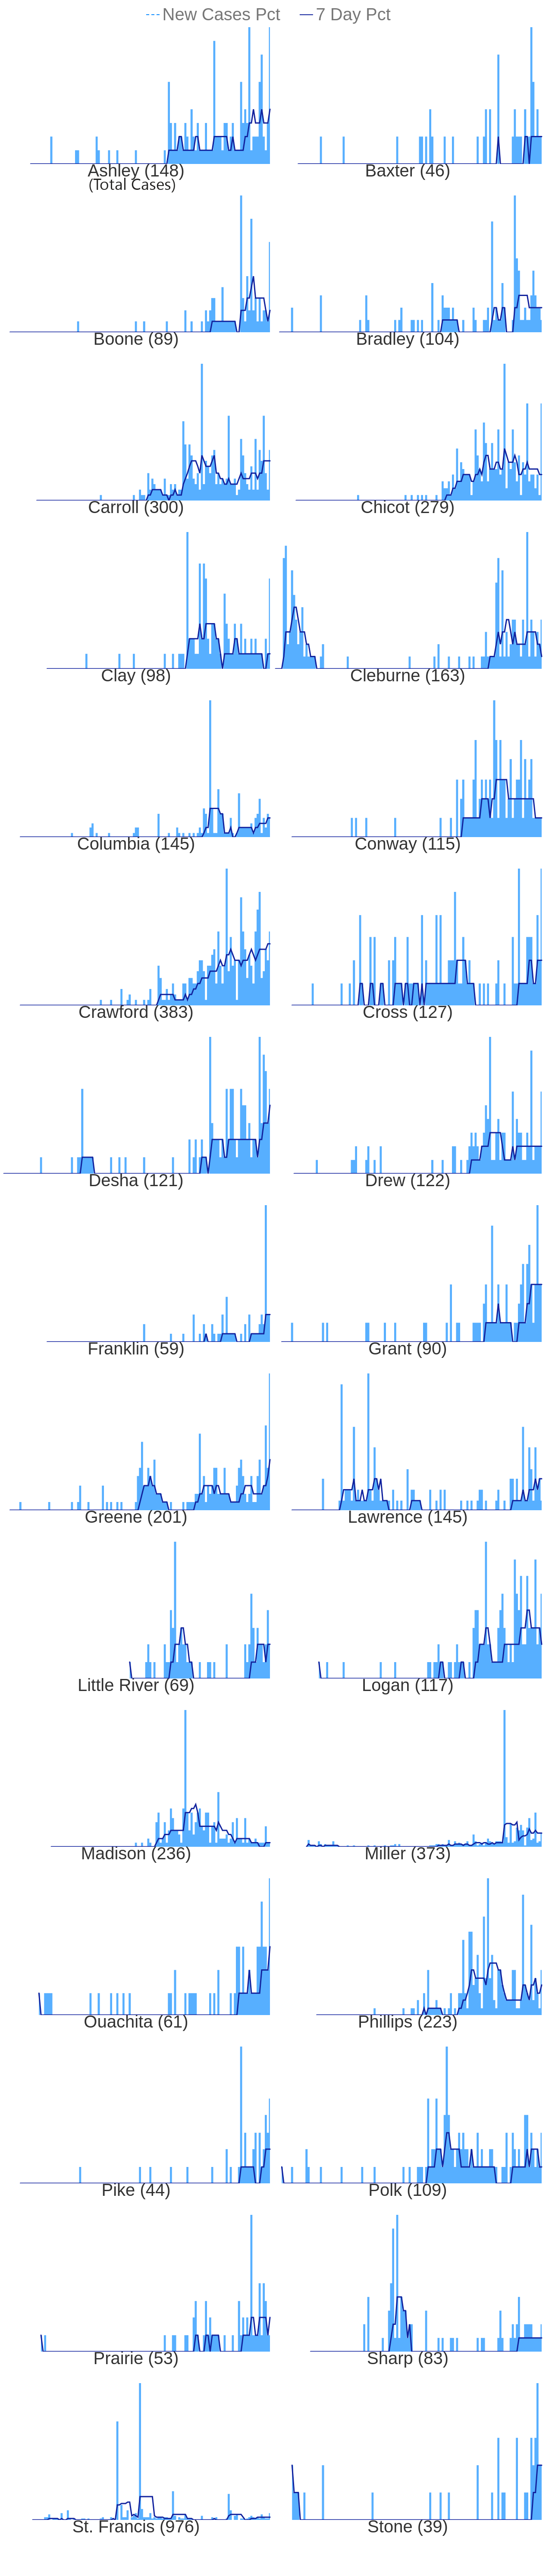 New Cases Pct 7 Day Pct
Ashley (148) Baxter (46)
(Total Cases)
Boone (89) Bradley (104)
Carroll (300) Chicot (279)
Clay (98) Cleburne (163)
Columbia (145) Conway (115)
Crawford (383) Cross (127)
Desha (121) Drew (122)
Franklin (59) Grant (90)
Greene (201) Lawrence (145)
Little River (69) Logan (117)
Madison (236) Miller (373)
Ouachita (61) Phillips (223)
Pike (44) Polk (109)
Prairie (53) Sharp (83)
St. Francis (976) Stone (39)